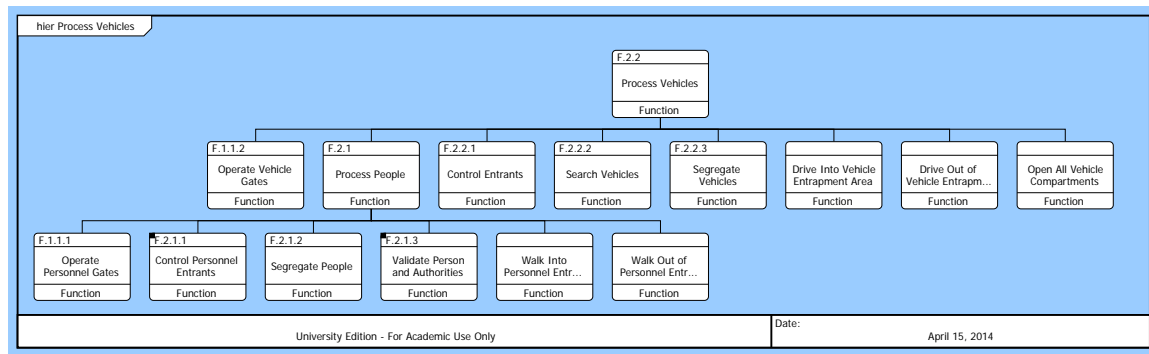 hier Process Vehicles
F.2.2
Process Vehicles
Function
F.1.1.2
Operate Vehicle
Gates
Function
F.2.1
Process People
Function
F.2.2.1
Control Entrants
Function
F.2.2.2
Search Vehicles
Function
F.2.2.3
Segregate
Vehicles
Function
Drive Into Vehicle
Entrapment Area
Function
Drive Out of
Vehicle Entrapm...
Function
Open All Vehicle
Compartments
Function
F.1.1.1
Operate
Personnel Gates
Function
F.2.1.1
Control Personnel
Entrants
Function
F.2.1.2
Segregate People
Function
F.2.1.3
Validate Person
and Authorities
Function
Walk Into
Personnel Entr...
Function
Walk Out of
Personnel Entr...
Function
University Edition - For Academic Use Only
Date:
April 15, 2014